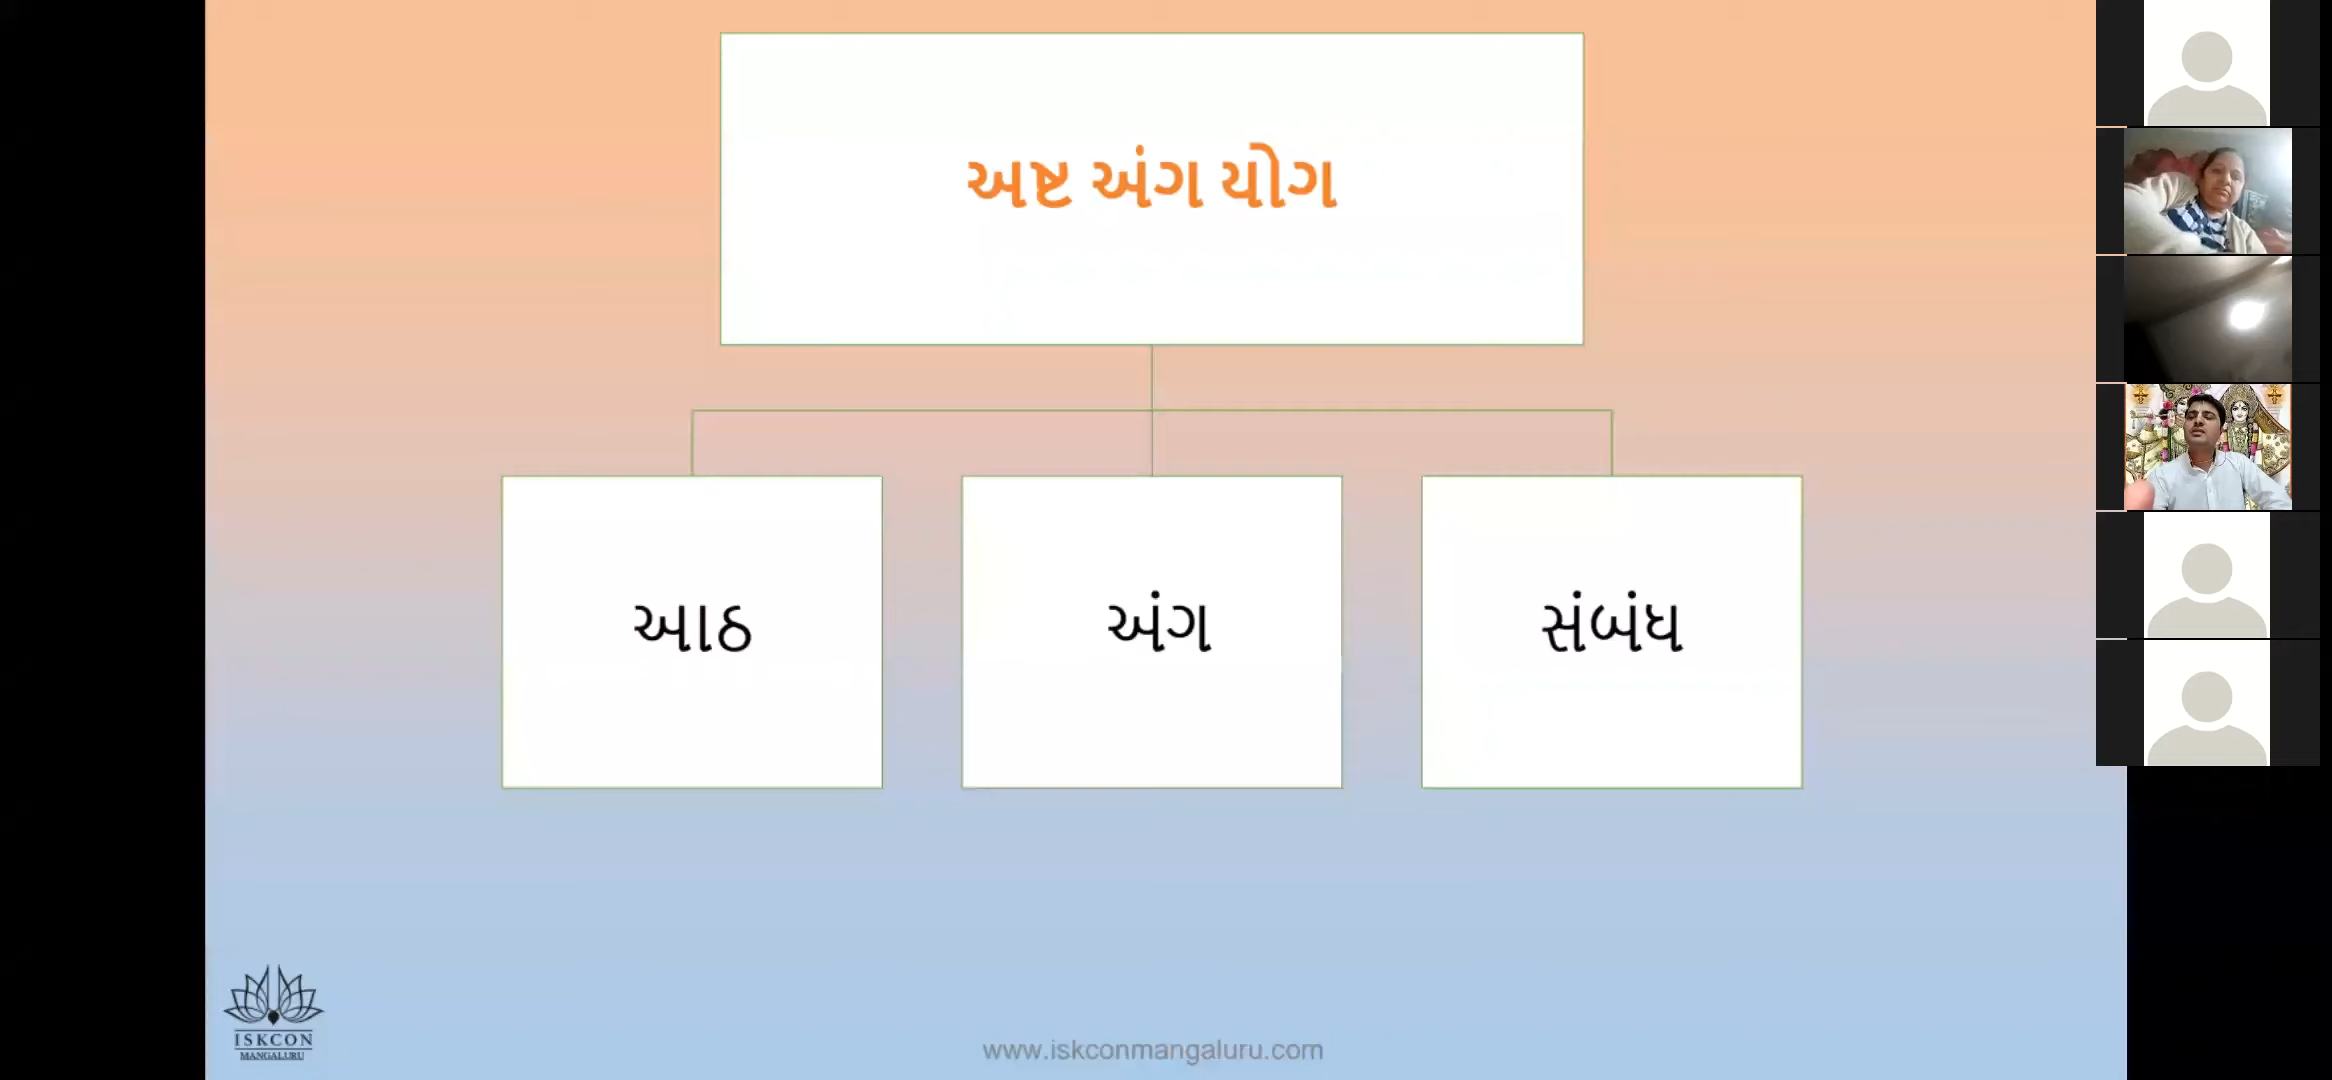 અષ્ટ અંગ યોગ
આઠ
અંગ
સંબંધ
ISKCON
MANGALURU
www.iskconmangaluru.com